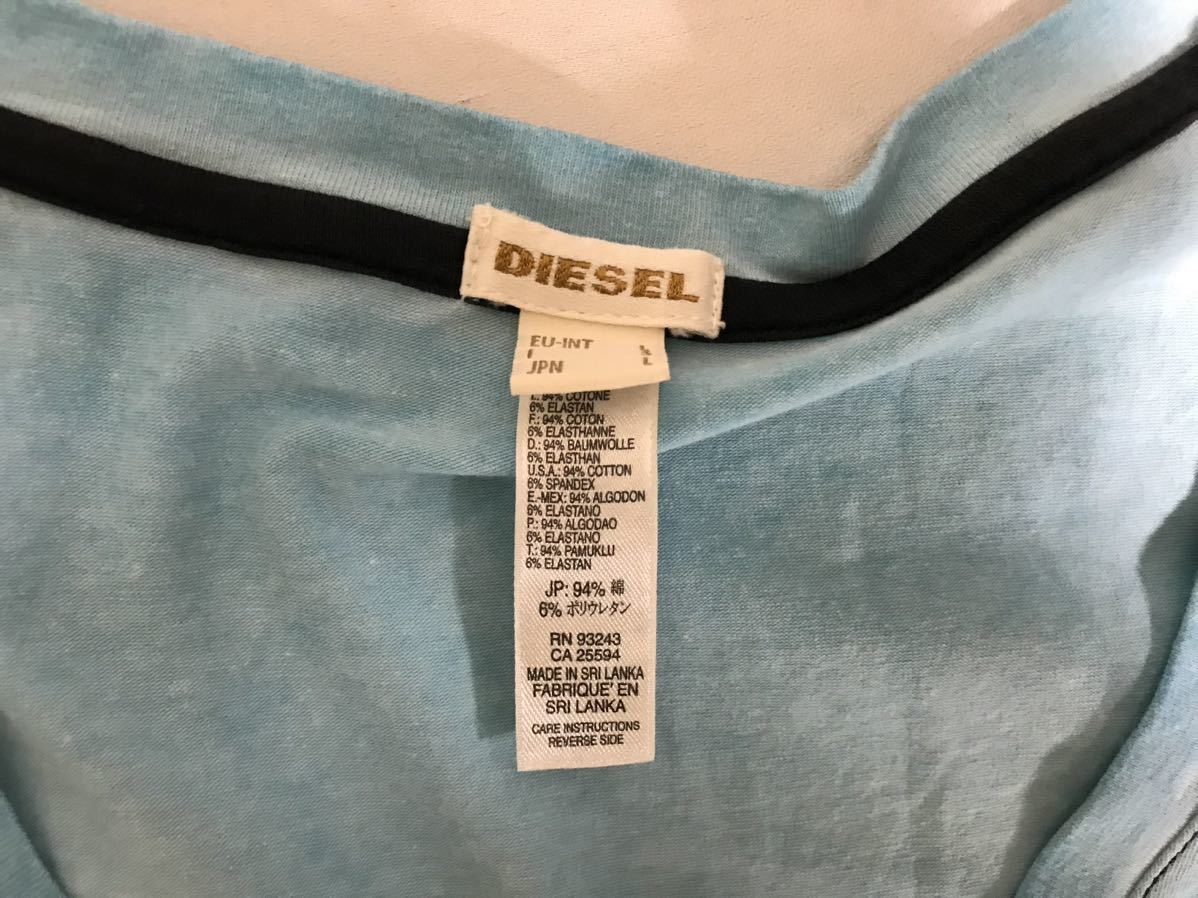 DIESEL
EU-INT L
I L
JPN L
I.: 94% COTONE
6% ELASTAN
F.: 94% COTON
6% ELASTHANNE
D.: 94% BAUMWOLLE
6% ELASTHAN
U.S.A.: 94% COTTON
6% SPANDEX
E.-MEX: 94% ALGODON
6% ELASTANO
P.: 94% ALGODAO
6% ELASTANO
T.: 94% PAMUKLU
6% ELASTAN
JP: 94% 綿
6% ポリウレタン
RN 93243
CA 25594
MADE IN SRI LANKA
FABRIQUE' EN
SRI LANKA
CARE INSTRUCTIONS
REVERSE SIDE